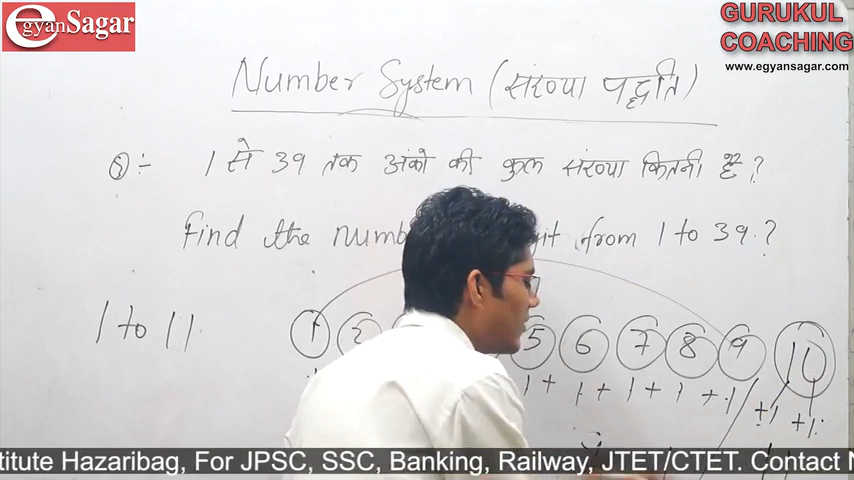 egyan Sagar
GURUKUL
COACHING
www.egyansagar.com
Number System (संख्या पद्धति)
Q:- 1 से 39 तक अंको की कुल संख्या कितनी है?
Find the numb it from 1 to 39.?
1 to 11
1 2 5 6 7 8 9 10
1 + 1 + 1 + 1 + 1 +1 +1
titute Hazaribag, For JPSC, SSC, Banking, Railway, JTET/CTET. Contact N